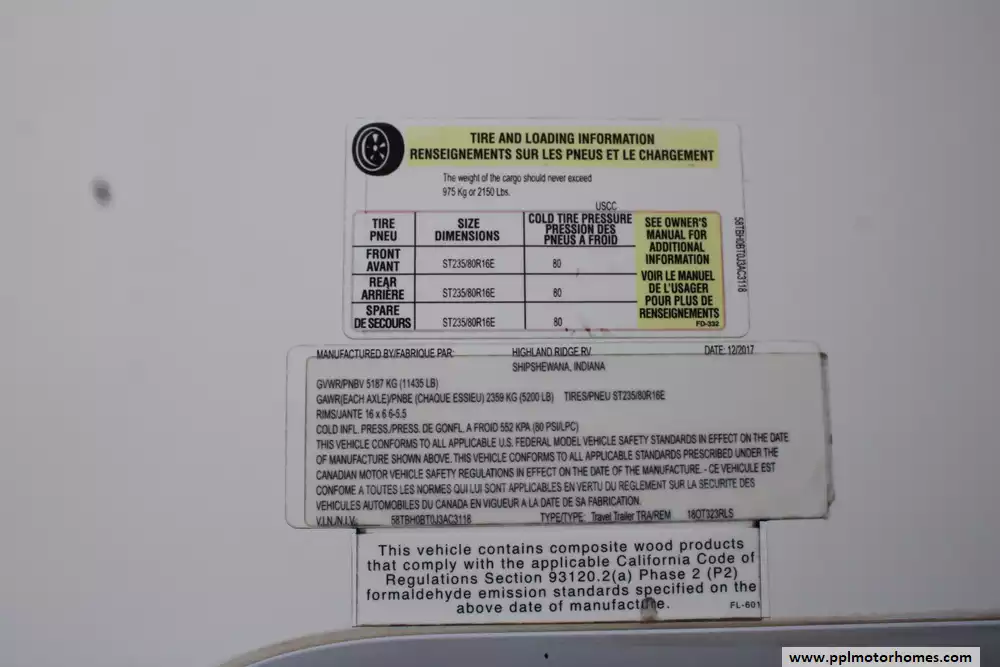 TIRE AND LOADING INFORMATION
RENSEIGNEMENTS SUR LES PNEUS ET LE CHARGEMENT
The weight of the cargo should never exceed
975 Kg or 2150 Lbs.
USCC
TIRE PNEU
SIZE DIMENSIONS
COLD TIRE PRESSURE
PRESSION DES
PNEUS A FROID
FRONT AVANT ST235/80R16E 80
REAR ARRIÈRE ST235/80R16E 80
SPARE DE SECOURS ST235/80R16E 80
SEE OWNER'S
MANUAL FOR
ADDITIONAL
INFORMATION
VOIR LE MANUEL
DE L'USAGER
POUR PLUS DE
RENSEIGNEMENTS
FD-332
58TBH0BT0J3AC3118
MANUFACTURED BY/FABRIQUE PAR: HIGHLAND RIDGE RV DATE: 12/2017
SHIPSHEWANA, INDIANA
GVWR/PNBV 5187 KG (11435 LB)
GAWR(EACH AXLE)/PNBE (CHAQUE ESSIEU) 2359 KG (5200 LB) TIRES/PNEU ST235/80R16E
RIMS/JANTE 16 x 6 6-5.5
COLD INFL. PRESS./PRESS. DE GONFL. A FROID 552 KPA (80 PSI/LPC)
THIS VEHICLE CONFORMS TO ALL APPLICABLE U.S. FEDERAL MODEL VEHICLE SAFETY STANDARDS IN EFFECT ON THE DATE
OF MANUFACTURE SHOWN ABOVE. THIS VEHICLE CONFORMS TO ALL APPLICABLE STANDARDS PRESCRIBED UNDER THE
CANADIAN MOTOR VEHICLE SAFETY REGULATIONS IN EFFECT ON THE DATE OF THE MANUFACTURE. - CE VEHICULE EST
CONFOME A TOUTES LES NORMES QUI LUI SONT APPLICABLES EN VERTU DU REGLEMENT SUR LA SECURITE DES
VEHICULES AUTOMOBILES DU CANADA EN VIGUEUR A LA DATE DE SA FABRICATION.
V.I.N./N.I.V.: 58TBH0BT0J3AC3118 TYPE/TYPE: Travel Trailer TRA/REM 18OT323RLS
This vehicle contains composite wood products
that comply with the applicable California Code of
Regulations Section 93120.2(a) Phase 2 (P2)
formaldehyde emission standards specified on the
above date of manufacture.
FL-601
www.pplmotorhomes.com